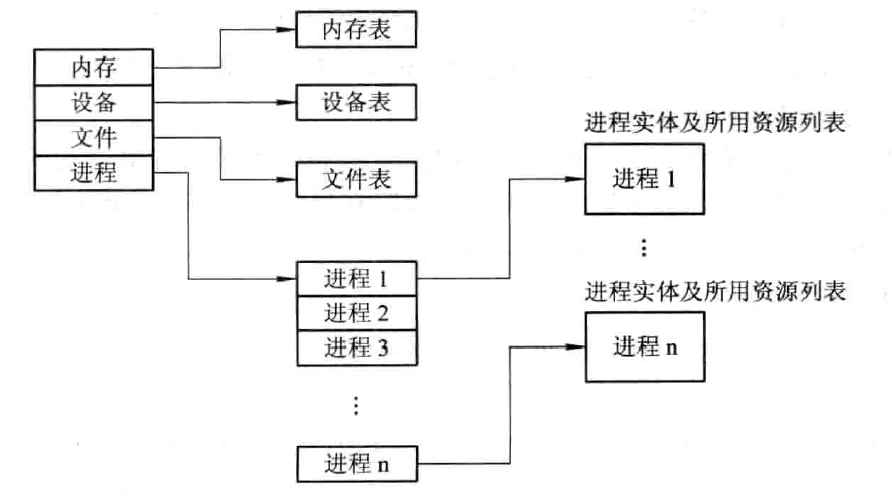 内存
设备
文件
进程
内存表
设备表
文件表
进程 1
进程 2
进程 3
⋮
进程 n
进程实体及所用资源列表
进程 1
⋮
进程实体及所用资源列表
进程 n